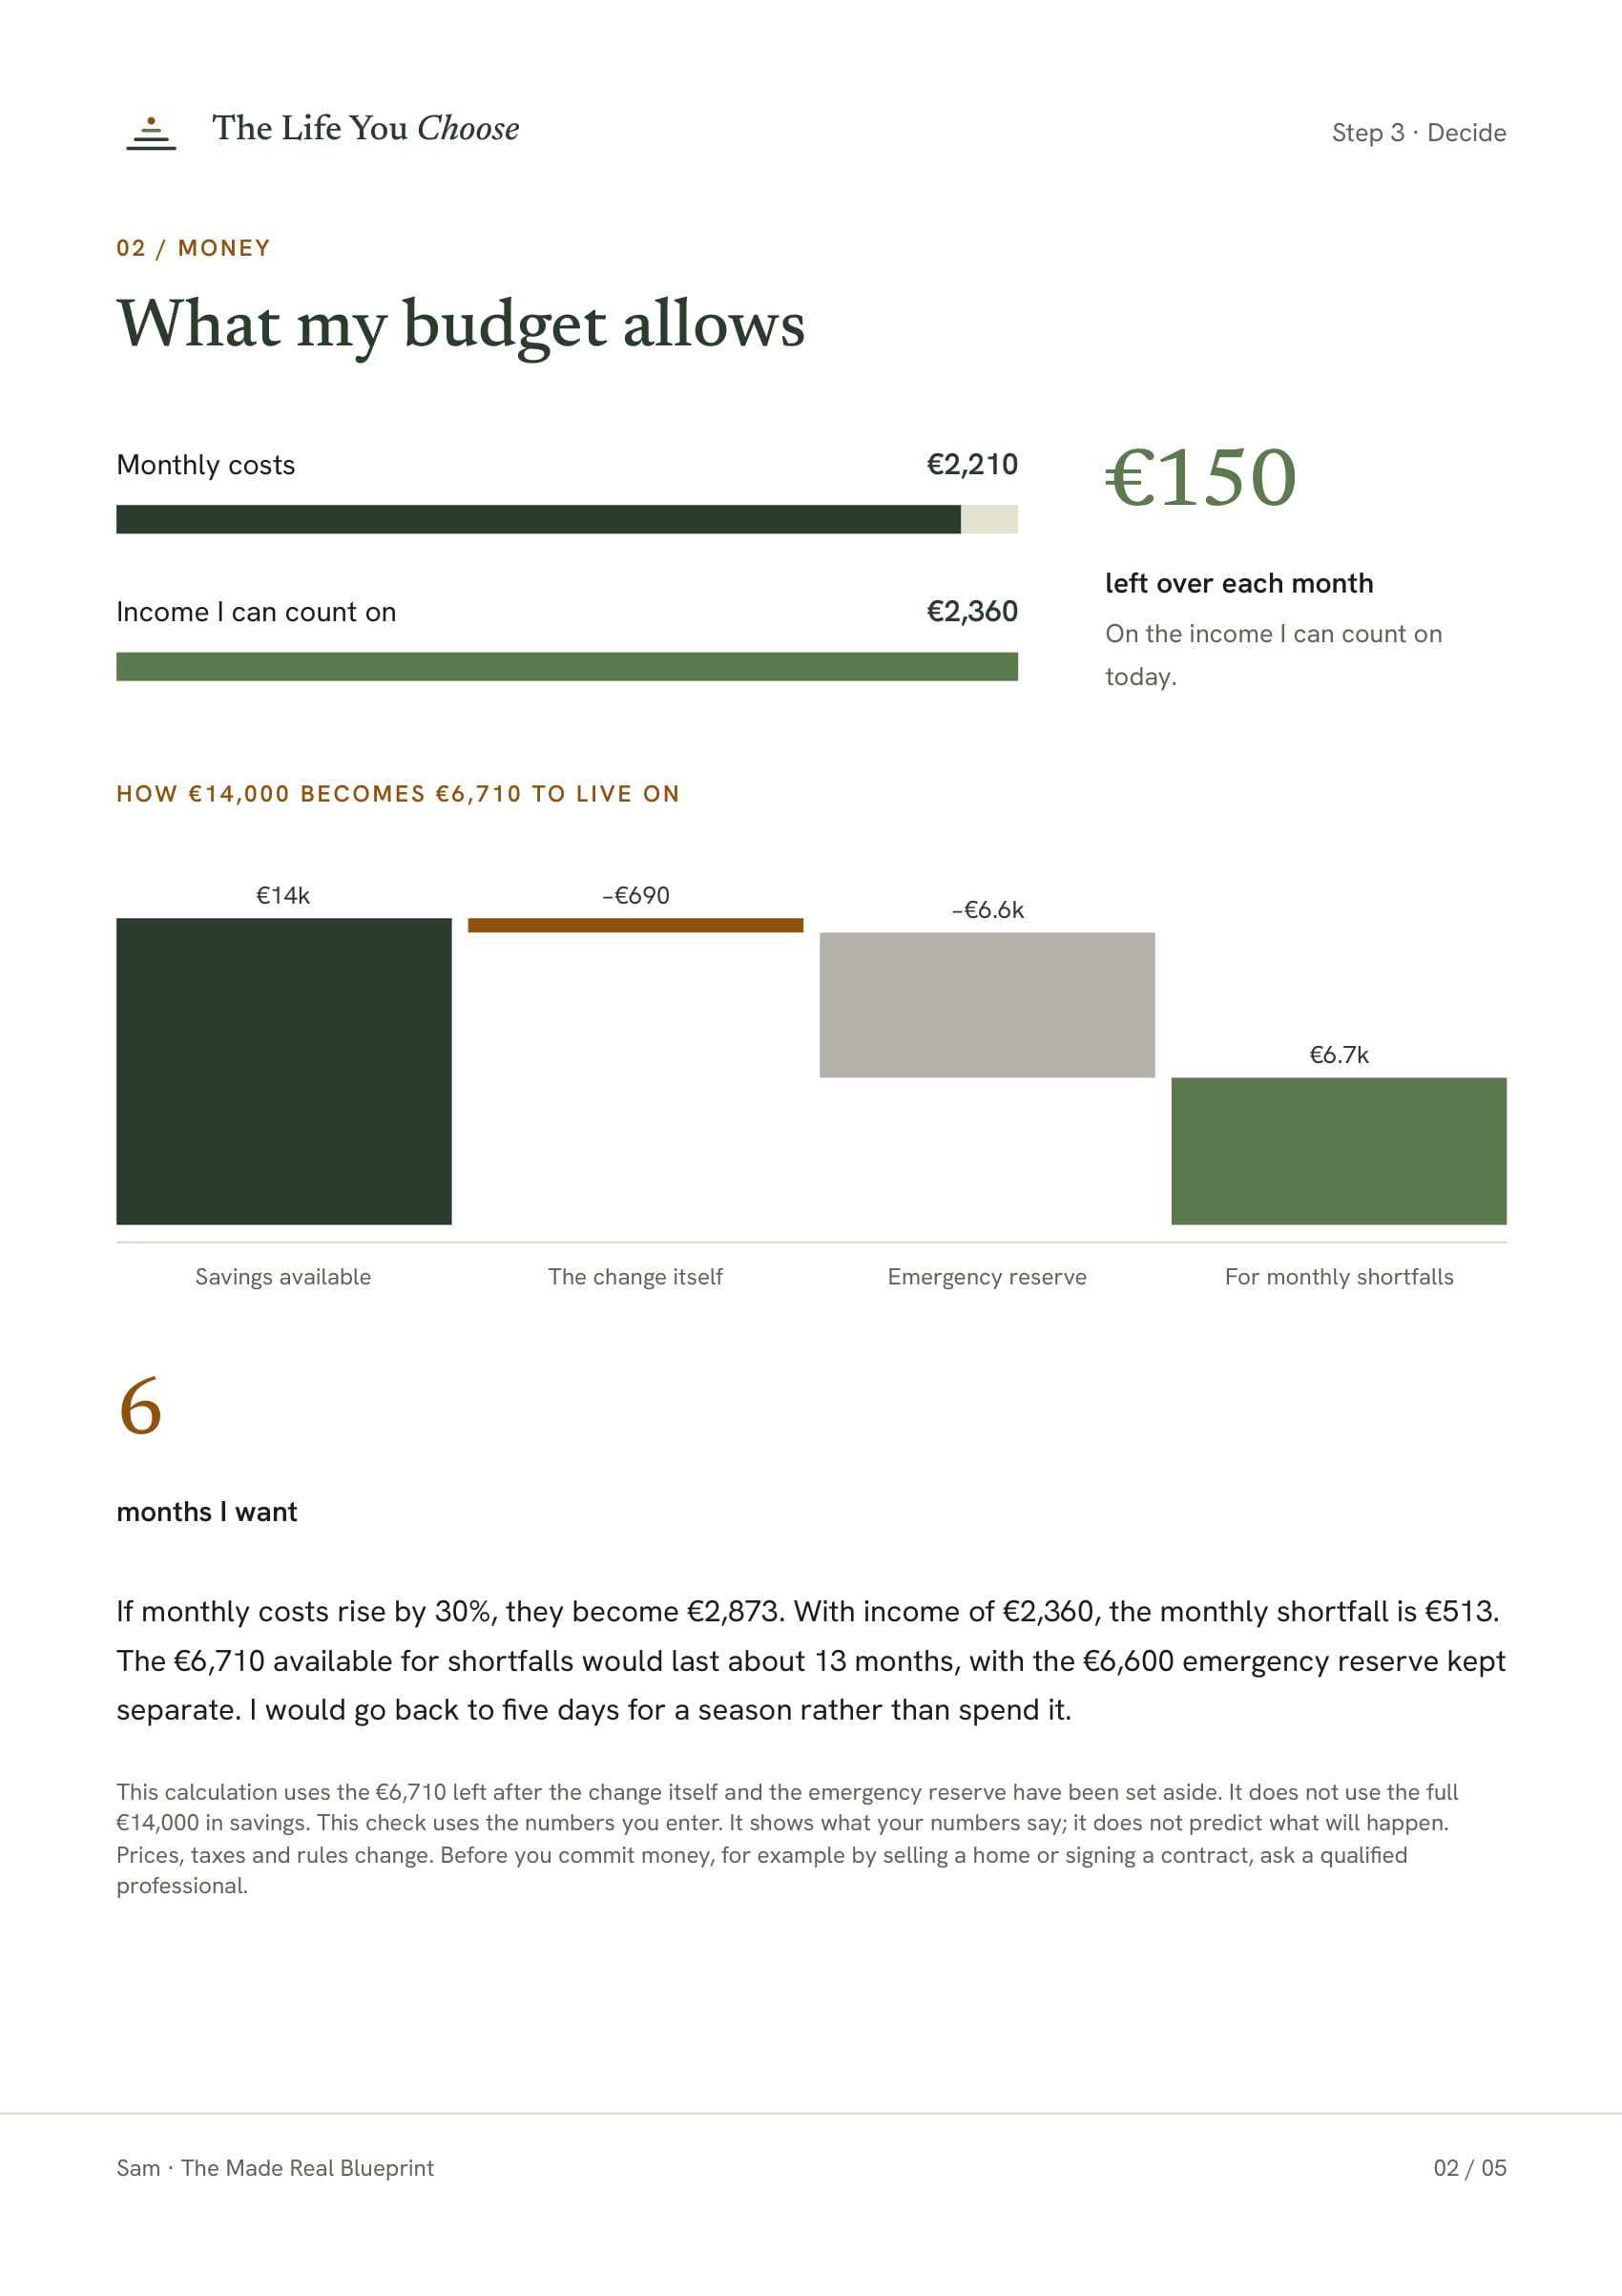 The Life You Choose
Step 3 · Decide
02 / MONEY
What my budget allows
Monthly costs
€2,210
Income I can count on
€2,360
€150
left over each month
On the income I can count on
today.
HOW €14,000 BECOMES €6,710 TO LIVE ON
€14k
–€690
–€6.6k
€6.7k
Savings available
The change itself
Emergency reserve
For monthly shortfalls
6
months I want
If monthly costs rise by 30%, they become €2,873. With income of €2,360, the monthly shortfall is €513.
The €6,710 available for shortfalls would last about 13 months, with the €6,600 emergency reserve kept
separate. I would go back to five days for a season rather than spend it.
This calculation uses the €6,710 left after the change itself and the emergency reserve have been set aside. It does not use the full
€14,000 in savings. This check uses the numbers you enter. It shows what your numbers say; it does not predict what will happen.
Prices, taxes and rules change. Before you commit money, for example by selling a home or signing a contract, ask a qualified
professional.
Sam · The Made Real Blueprint
02 / 05